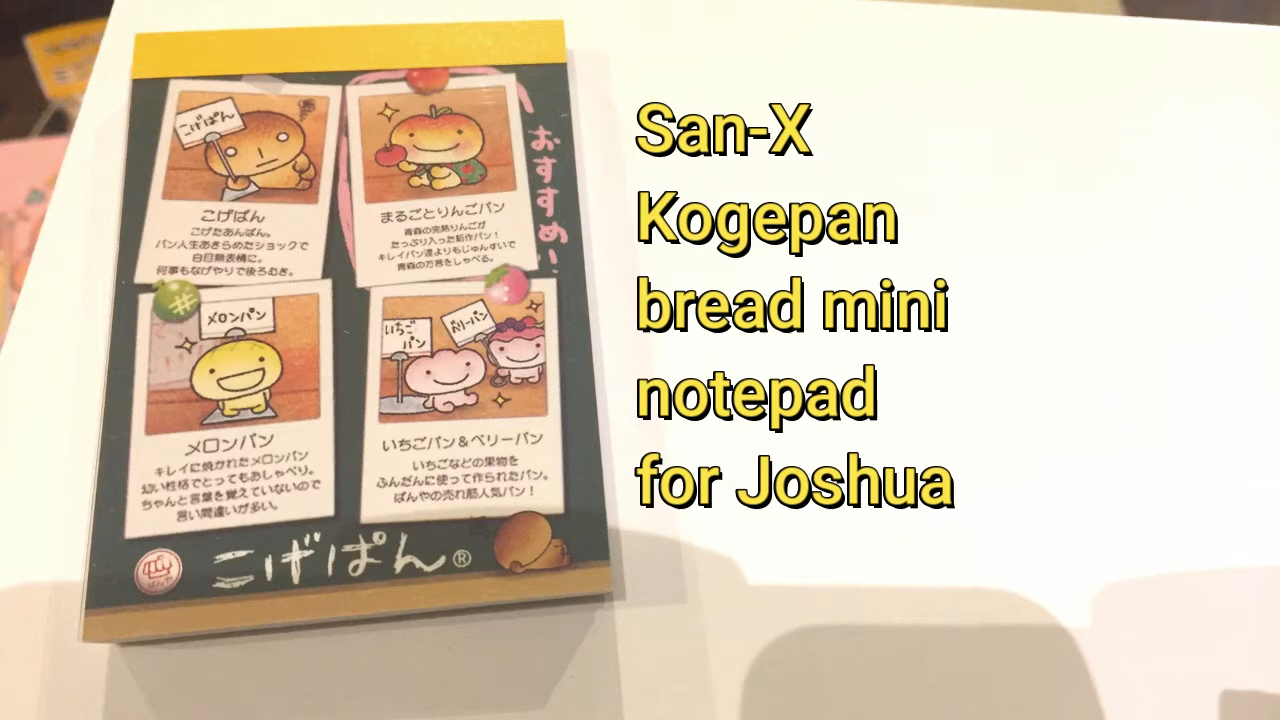 こげぱん
こげぱん
こげたあんぱん。
パン人生あきらめたショックで
白目無表情に。
何事もなげやりで後ろむき。
まるごとりんごパン
青森の完熟りんごが
たっぷり入った新作パン！
キレイパン達よりもじゅんすいで
青森の方言をしゃべる。
おすすめ!!
メロンパン
メロンパン
キレイに焼かれたメロンパン
幼い性格でとってもおしゃべり。
ちゃんと言葉を覚えていないので
言い間違いが多い。
いちご
パン
ベリーパン
いちごパン&ベリーパン
いちごなどの果物を
ふんだんに使って作られたパン。
ぱんやの売れ筋人気パン！
ぱんや
こげぱん®
San-X
Kogepan
bread mini
notepad
for Joshua